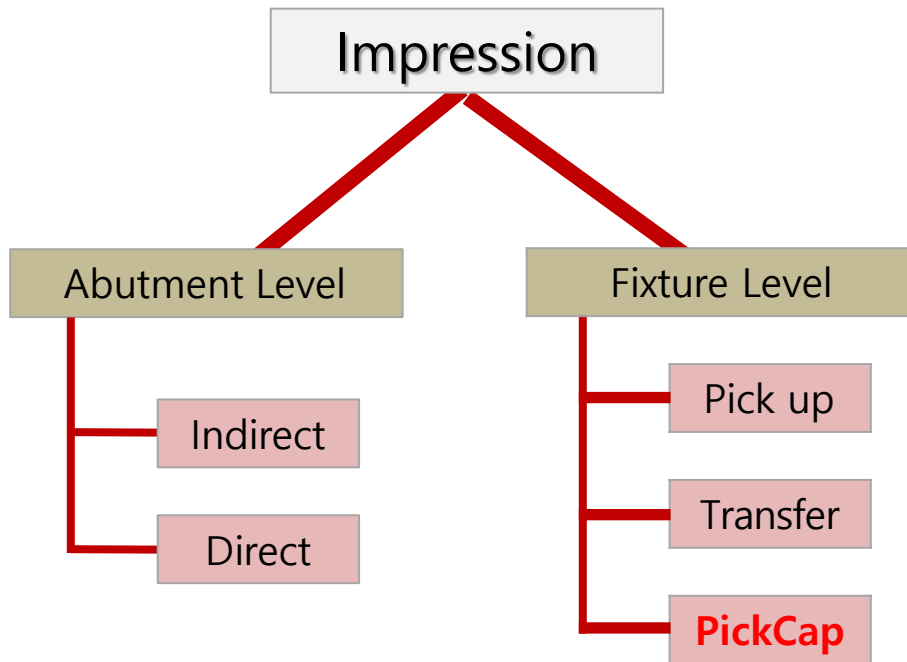 Impression
Abutment Level
Indirect
Direct
Fixture Level
Pick up
Transfer
PickCap